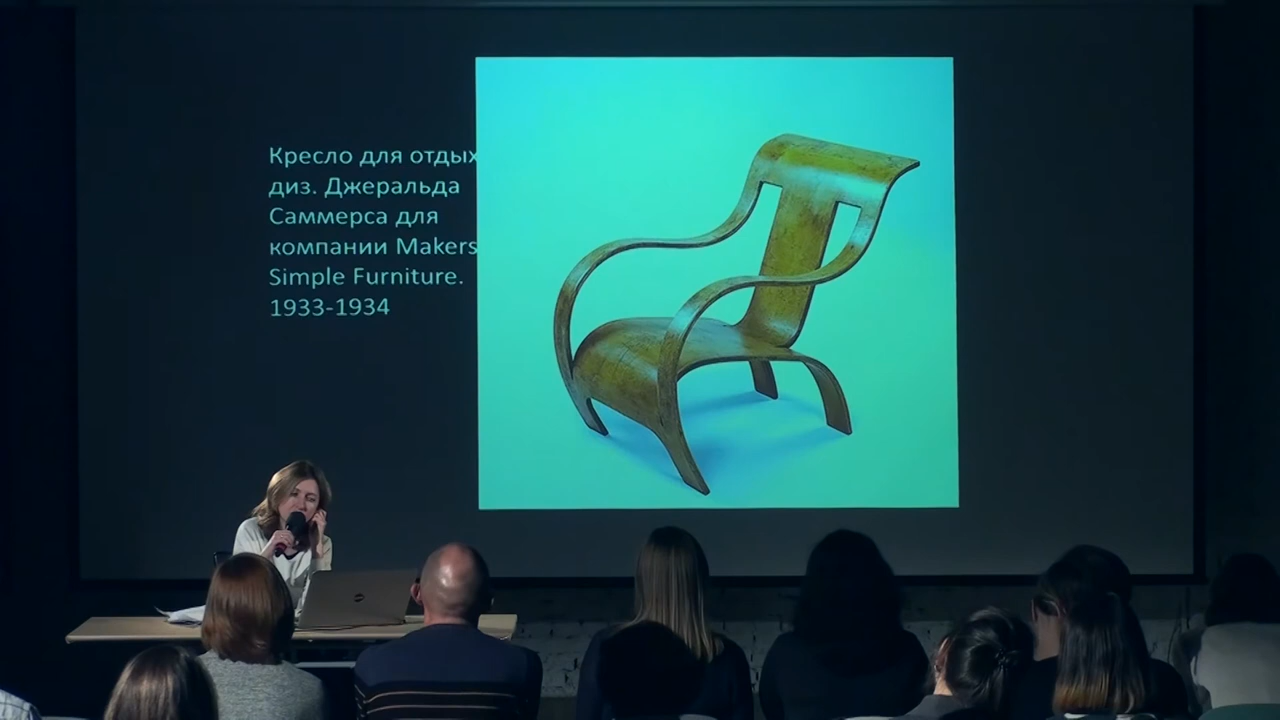 Кресло для отдых
диз. Джеральда
Саммерса для
компании Makers
Simple Furniture.
1933-1934